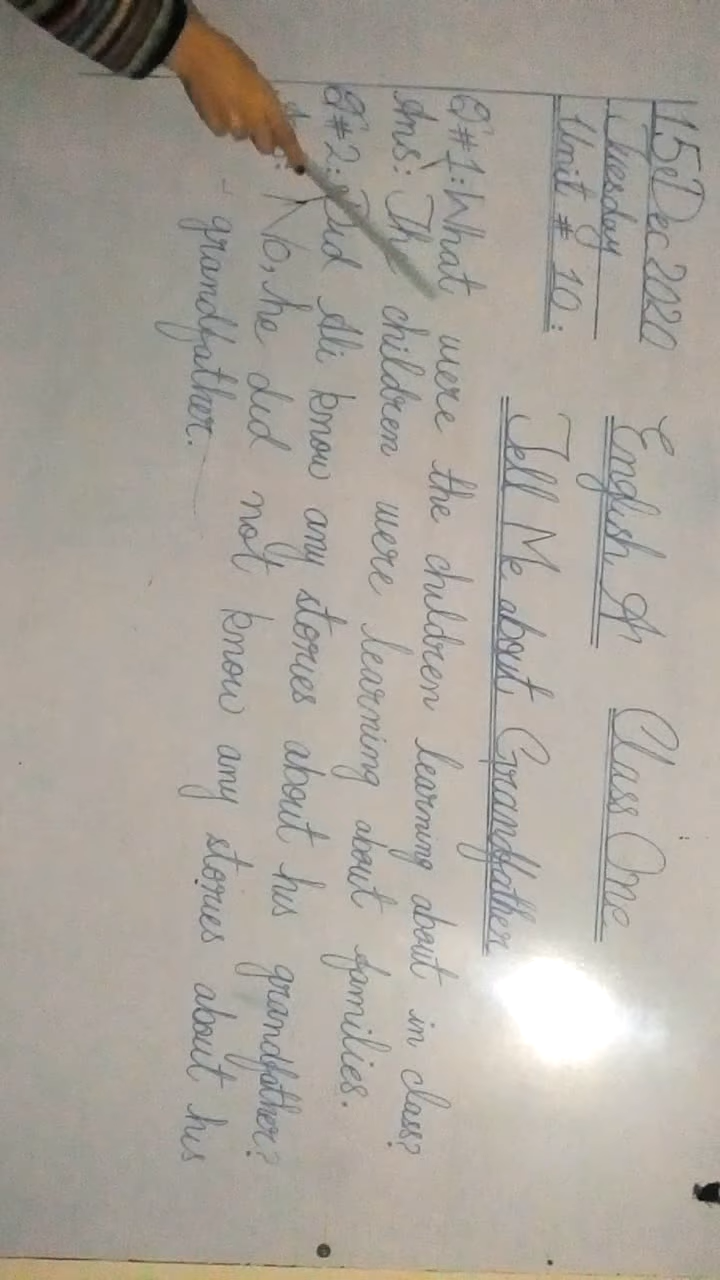 15 Dec 2020 English A Class One
Tuesday
Unit # 10: Tell Me about Grandfather
Q#1: What were the children learning about in class?
Ans: The children were learning about families.
Q#2: Did Ali know any stories about his grandfather?
No, he did not know any stories about his
grandfather.